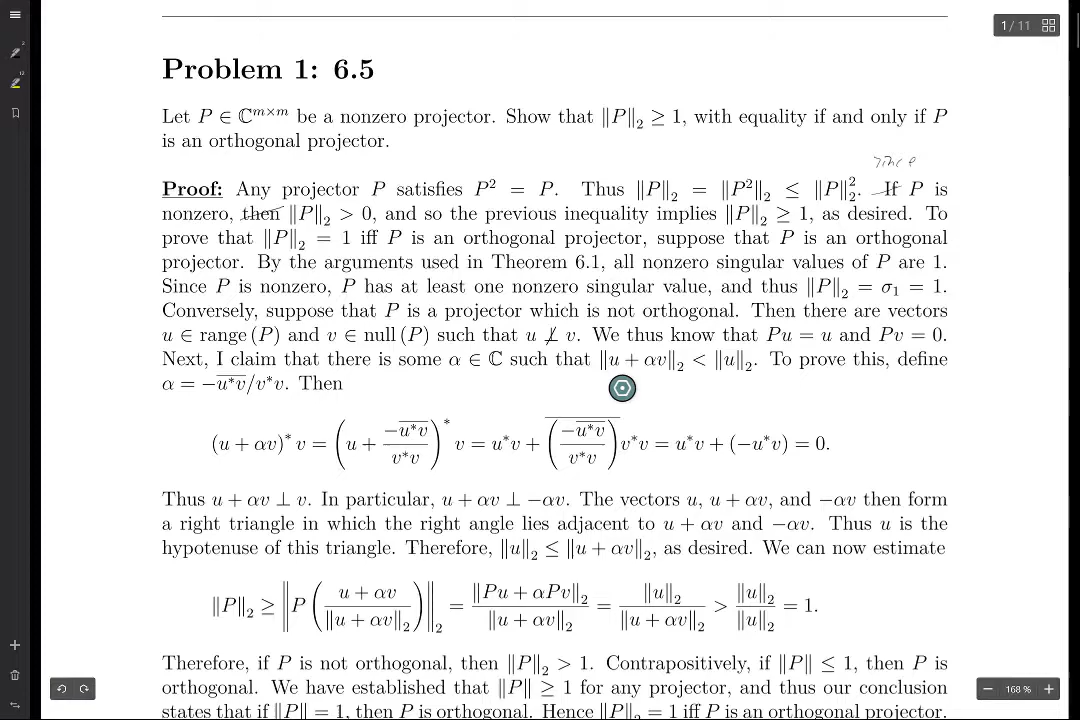 1 / 11
Problem 1: 6.5
Let P ∈ ℂ^{m×m} be a nonzero projector. Show that ‖P‖₂ ≥ 1, with equality if and only if P
is an orthogonal projector.
since
Proof: Any projector P satisfies P² = P. Thus ‖P‖₂ = ‖P²‖₂ ≤ ‖P‖₂². If P is
nonzero, then ‖P‖₂ > 0, and so the previous inequality implies ‖P‖₂ ≥ 1, as desired. To
prove that ‖P‖₂ = 1 iff P is an orthogonal projector, suppose that P is an orthogonal
projector. By the arguments used in Theorem 6.1, all nonzero singular values of P are 1.
Since P is nonzero, P has at least one nonzero singular value, and thus ‖P‖₂ = σ₁ = 1.
Conversely, suppose that P is a projector which is not orthogonal. Then there are vectors
u ∈ range (P) and v ∈ null (P) such that u ⊥̸ v. We thus know that Pu = u and Pv = 0.
Next, I claim that there is some α ∈ ℂ such that ‖u + αv‖₂ < ‖u‖₂. To prove this, define
α = −\overline{u*v}/v*v. Then
(u + αv)* v = (u + \frac{−\overline{u*v}}{v*v})* v = u*v + \overline{(\frac{−\overline{u*v}}{v*v})} v*v = u*v + (−u*v) = 0.
Thus u + αv ⊥ v. In particular, u + αv ⊥ −αv. The vectors u, u + αv, and −αv then form
a right triangle in which the right angle lies adjacent to u + αv and −αv. Thus u is the
hypotenuse of this triangle. Therefore, ‖u‖₂ ≤ ‖u + αv‖₂, as desired. We can now estimate
‖P‖₂ ≥ ‖P(\frac{u + αv}{‖u + αv‖₂})‖₂ = \frac{‖Pu + αPv‖₂}{‖u + αv‖₂} = \frac{‖u‖₂}{‖u + αv‖₂} > \frac{‖u‖₂}{‖u‖₂} = 1.
Therefore, if P is not orthogonal, then ‖P‖₂ > 1. Contrapositively, if ‖P‖ ≤ 1, then P is
orthogonal. We have established that ‖P‖ ≥ 1 for any projector, and thus our conclusion
states that if ‖P‖ = 1, then P is orthogonal. Hence ‖P‖₂ = 1 iff P is an orthogonal projector.
168 %